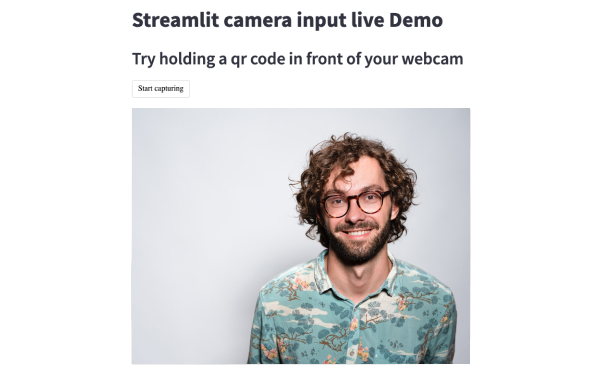 Streamlit camera input live Demo
Try holding a qr code in front of your webcam
Start capturing